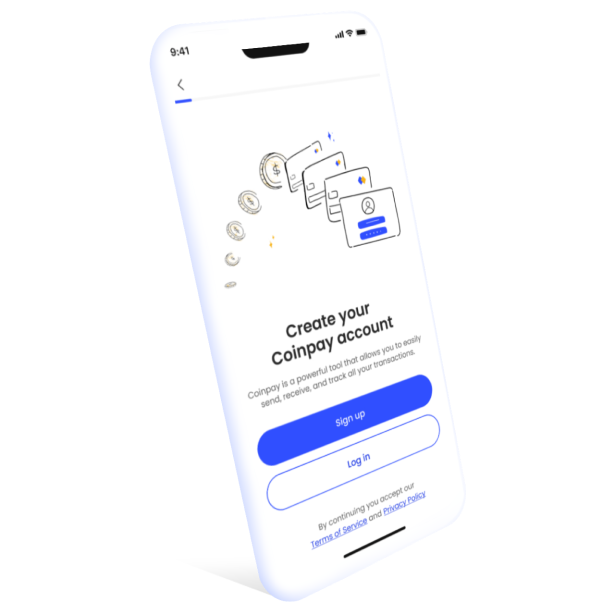 9:41
Create your
Coinpay account
Coinpay is a powerful tool that allows you to easily
send, receive, and track all your transactions.
Sign up
Log in
By continuing you accept our
Terms of Service and Privacy Policy